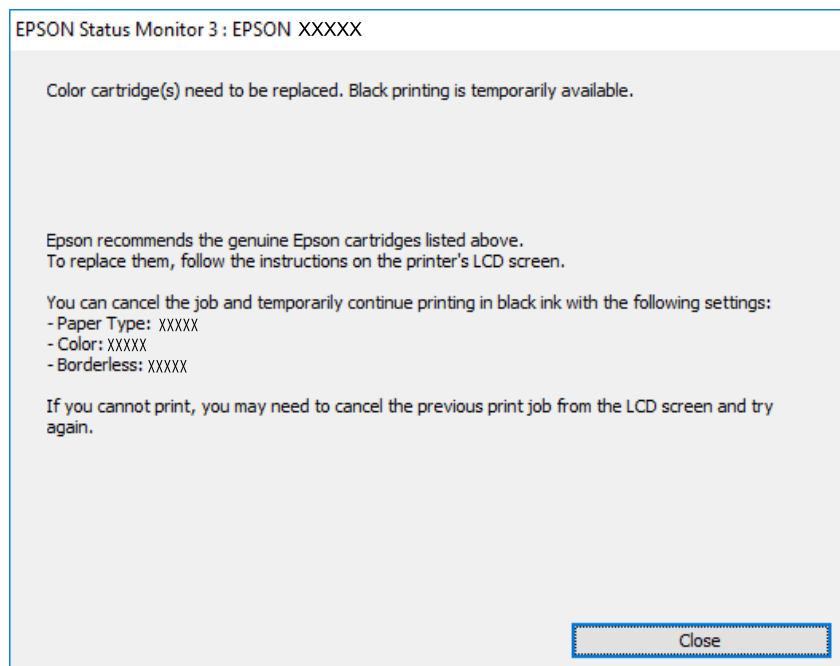 EPSON Status Monitor 3 : EPSON XXXXX
Color cartridge(s) need to be replaced. Black printing is temporarily available.
Epson recommends the genuine Epson cartridges listed above.
To replace them, follow the instructions on the printer's LCD screen.
You can cancel the job and temporarily continue printing in black ink with the following settings:
- Paper Type: XXXXX
- Color: XXXXX
- Borderless: XXXXX
If you cannot print, you may need to cancel the previous print job from the LCD screen and try
again.
Close